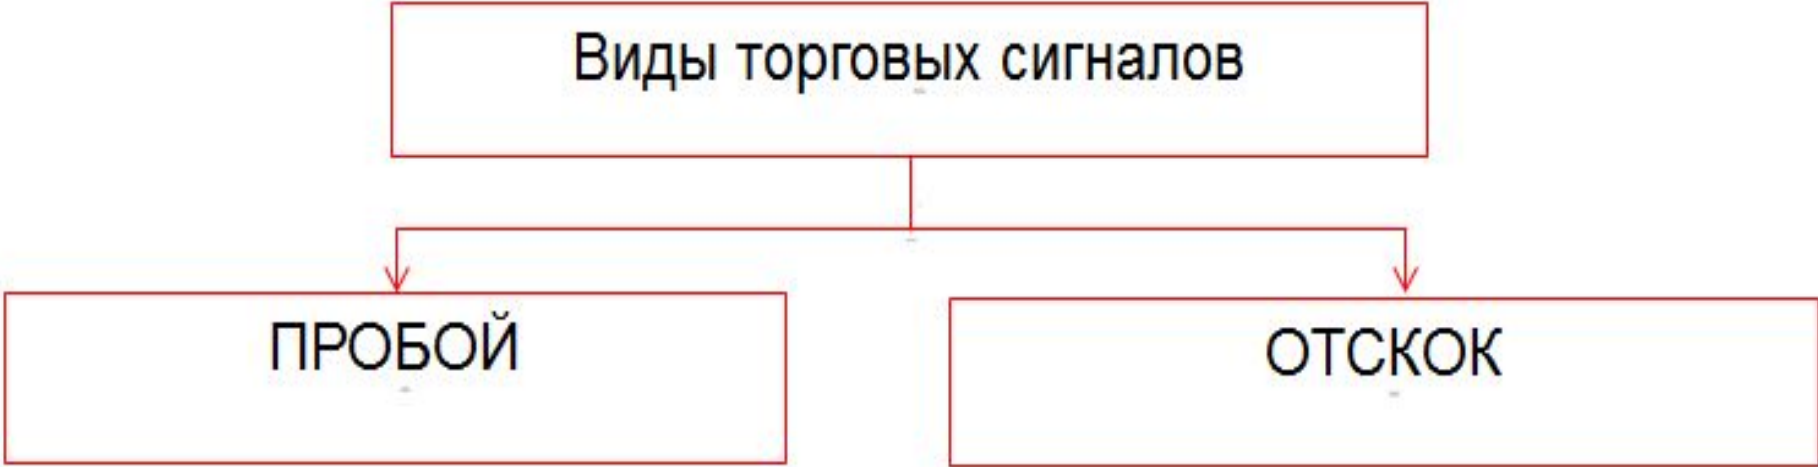 Виды торговых сигналов
ПРОБОЙ
ОТСКОК